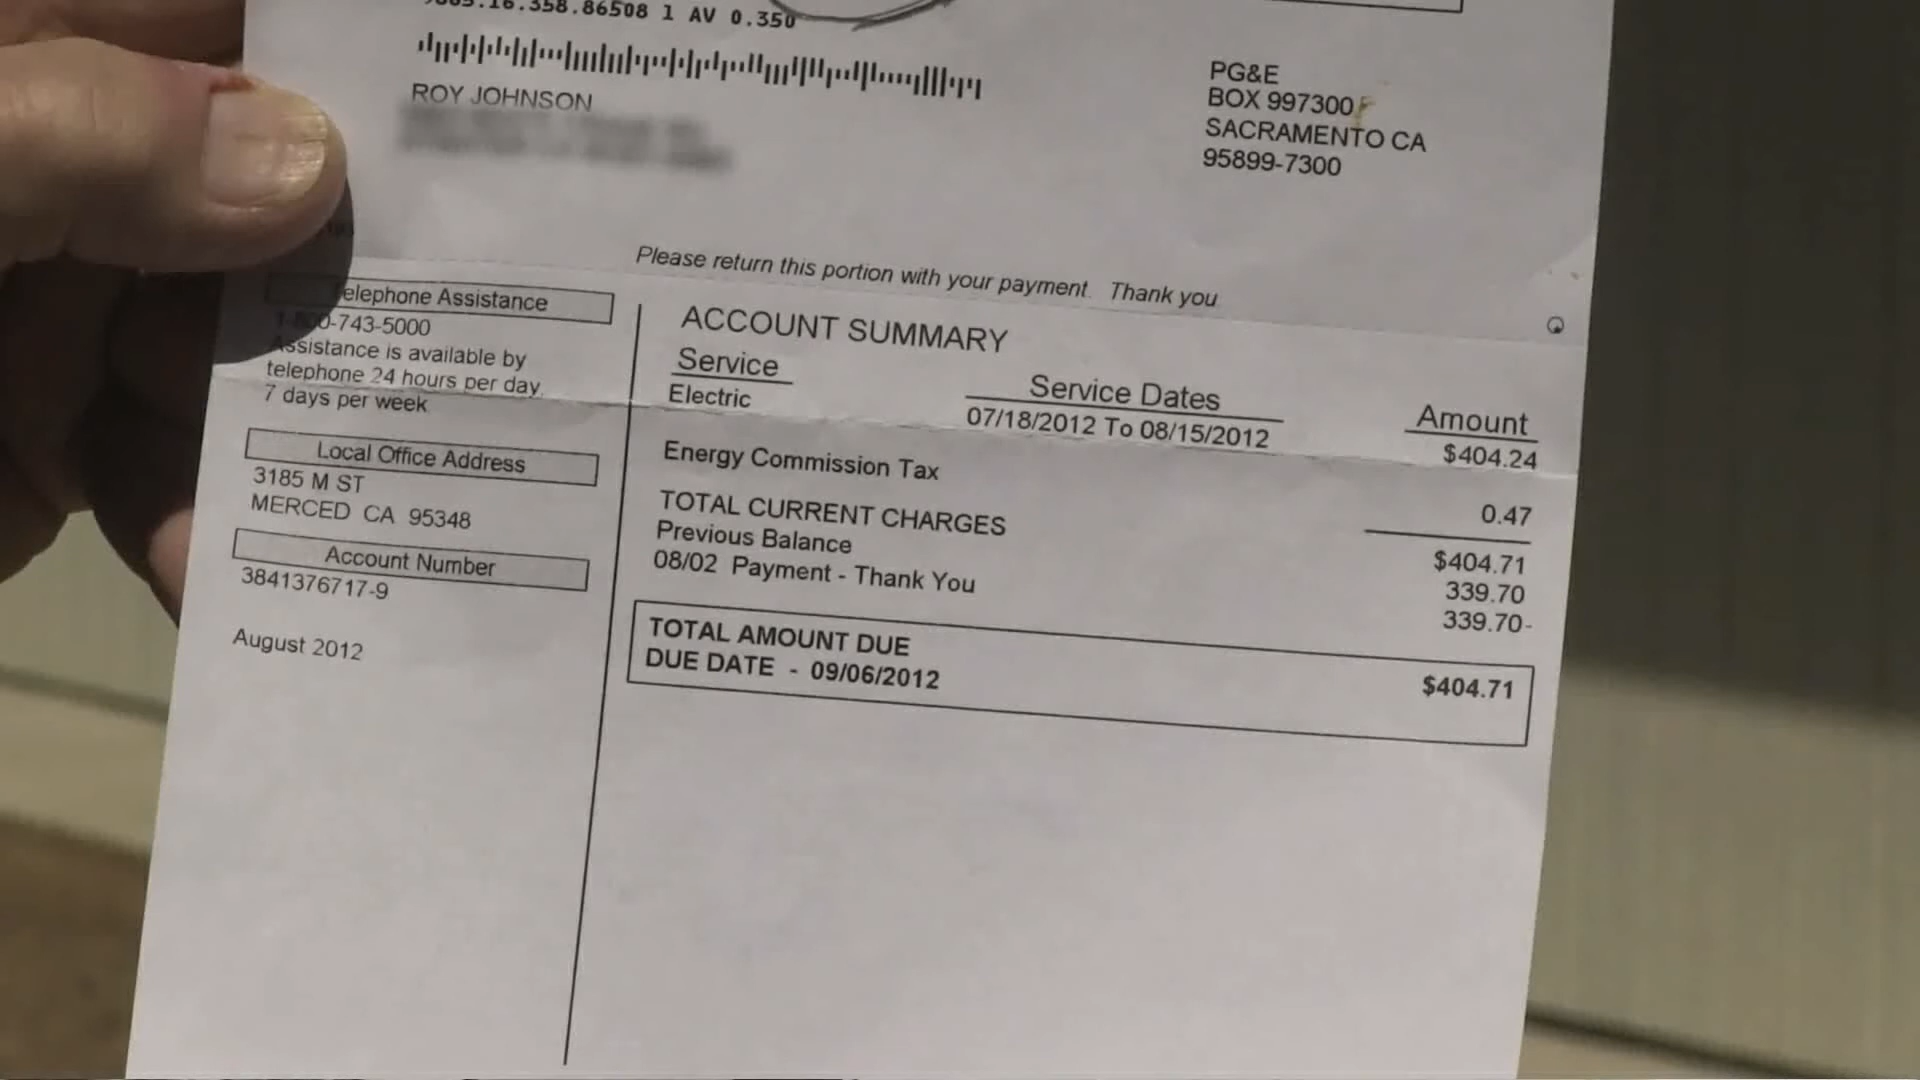 .16.358.86508 1 AV 0.350
ROY JOHNSON
PG&E
BOX 997300
SACRAMENTO CA
95899-7300
Please return this portion with your payment. Thank you.
Telephone Assistance
1-800-743-5000
Assistance is available by
telephone 24 hours per day,
7 days per week
Local Office Address
3185 M ST
MERCED CA 95348
Account Number
3841376717-9
August 2012
ACCOUNT SUMMARY
Service Service Dates Amount
Electric 07/18/2012 To 08/15/2012 $404.24
Energy Commission Tax 0.47
TOTAL CURRENT CHARGES $404.71
Previous Balance 339.70
08/02 Payment - Thank You 339.70-
TOTAL AMOUNT DUE $404.71
DUE DATE - 09/06/2012